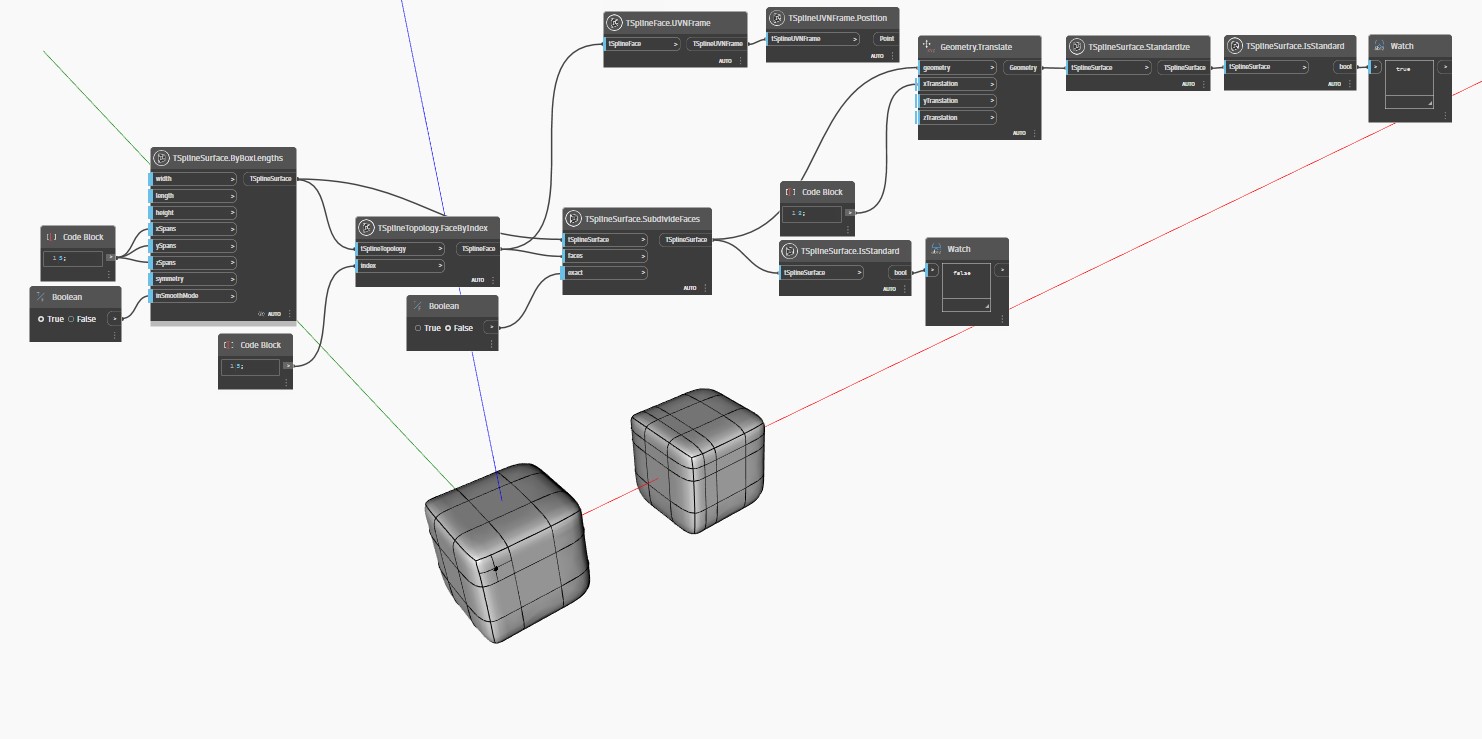 TSplineFace.UVNFrame
tSplineFace >
TSplineUVNFrame
AUTO
TSplineUVNFrame.Position
tSplineUVNFrame >
Point
AUTO
Geometry.Translate
geometry >
Geometry
xTranslation >
yTranslation >
zTranslation >
AUTO
TSplineSurface.Standardize
tSplineSurface >
TSplineSurface
AUTO
TSplineSurface.IsStandard
tSplineSurface >
bool
AUTO
Watch
> >
true
TSplineSurface.ByBoxLengths
width >
TSplineSurface
length >
height >
xSpans >
ySpans >
zSpans >
symmetry >
inSmoothMode >
AUTO
Code Block
1 5;
>
Boolean
True False >
Code Block
1 5;
>
TSplineTopology.FaceByIndex
tSplineTopology >
TSplineFace
index >
AUTO
Boolean
True False >
TSplineSurface.SubdivideFaces
tSplineSurface >
TSplineSurface
faces >
exact >
AUTO
Code Block
1
>
TSplineSurface.IsStandard
tSplineSurface >
bool
AUTO
Watch
> >
false